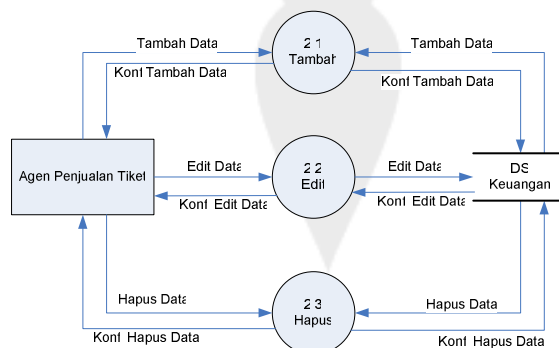 Tambah Data
2.1
Tambah
Tambah Data
Konf Tambah Data
Konf Tambah Data
Agen Penjualan Tiket
Edit Data
2.2
Edit
Edit Data
DS
Keuangan
Konf Edit Data
Konf Edit Data
Hapus Data
2.3
Hapus
Hapus Data
Konf Hapus Data
Konf Hapus Data